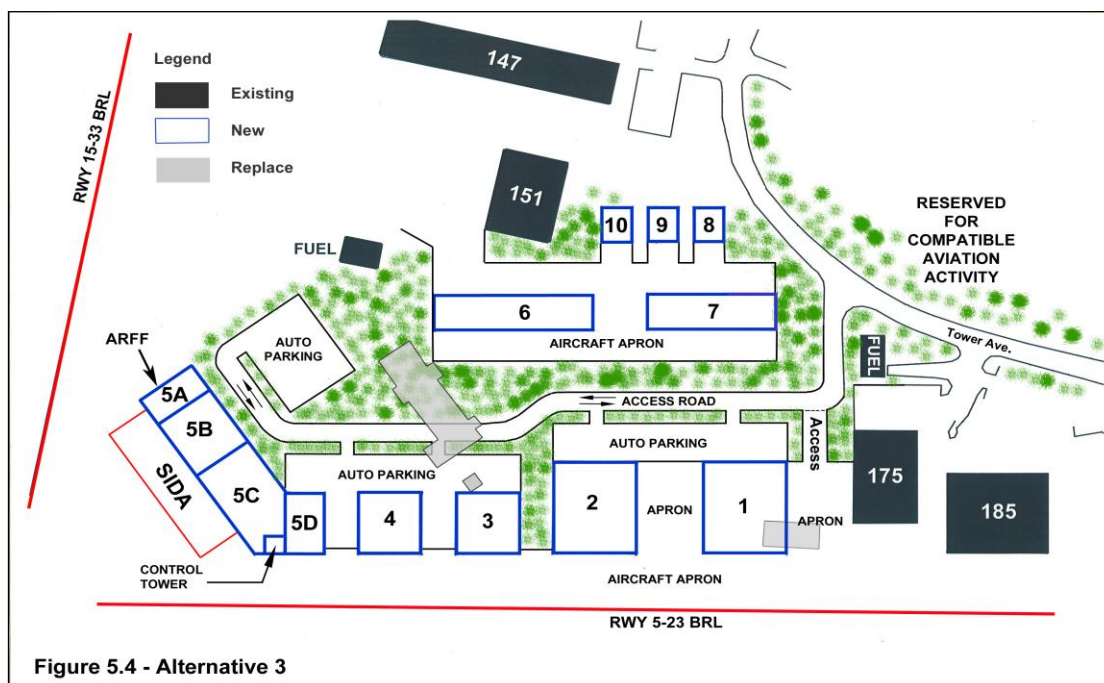 RWY 15-33 BRL
Legend
Existing
New
Replace
147
151
FUEL
10
9
8
RESERVED
FOR
COMPATIBLE
AVIATION
ACTIVITY
6
7
AIRCRAFT APRON
Tower Ave.
FUEL
ARFF
AUTO
PARKING
ACCESS ROAD
Access
5A
5B
5C
5D
SIDA
AUTO PARKING
AUTO PARKING
4
3
2
APRON
1
APRON
175
185
CONTROL
TOWER
AIRCRAFT APRON
RWY 5-23 BRL
Figure 5.4 - Alternative 3